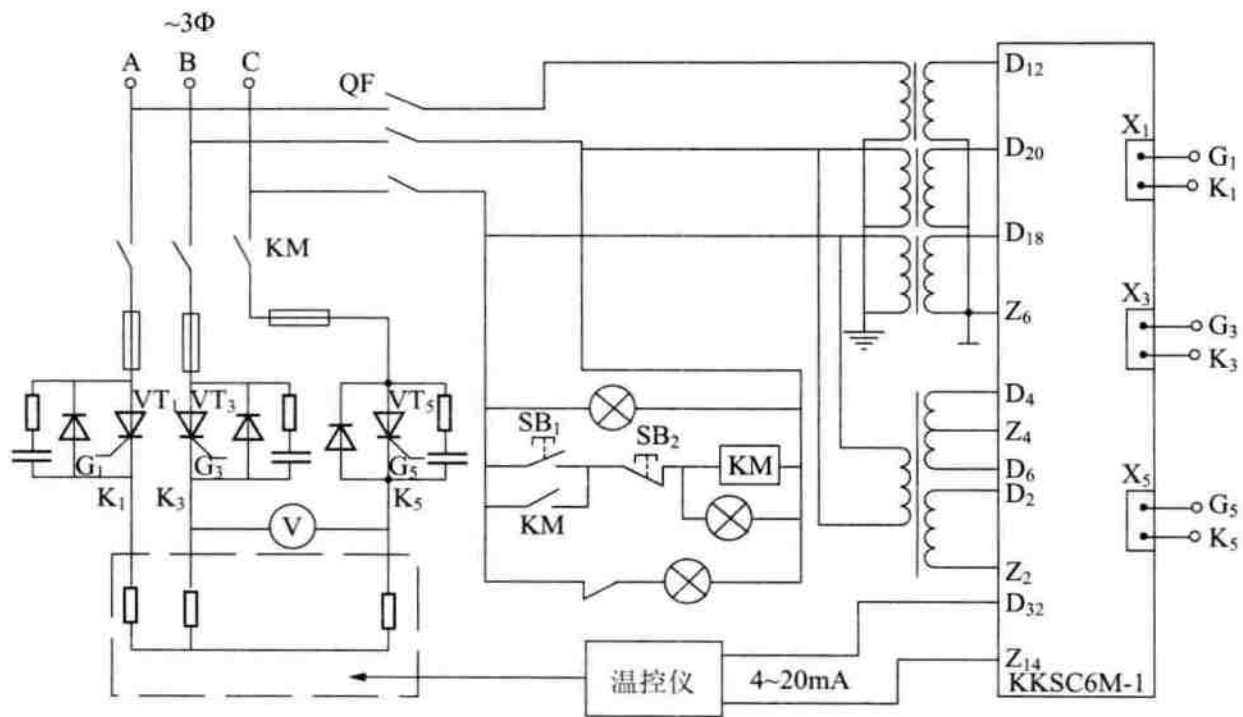 ~3Φ
A B C
QF
KM
VT₁ VT₃ VT₅
G₁ G₃ G₅
K₁ K₃ K₅
V
SB₁
SB₂
KM
KM
温控仪
4~20mA
D₁₂
D₂₀
D₁₈
Z₆
D₄
Z₄
D₆
D₂
Z₂
D₃₂
Z₁₄
KKSC6M-1
X₁
G₁
K₁
X₃
G₃
K₃
X₅
G₅
K₅